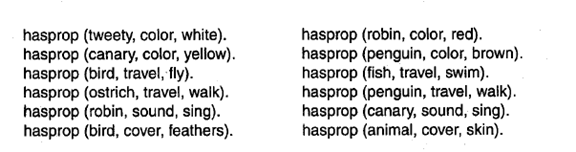 hasprop (tweety, color, white).
hasprop (canary, color, yellow).
hasprop (bird, travel, fly).
hasprop (ostrich, travel, walk).
hasprop (robin, sound, sing).
hasprop (bird, cover, feathers).
hasprop (robin, color, red).
hasprop (penguin, color, brown).
hasprop (fish, travel, swim).
hasprop (penguin, travel, walk).
hasprop (canary, sound, sing).
hasprop (animal, cover, skin).